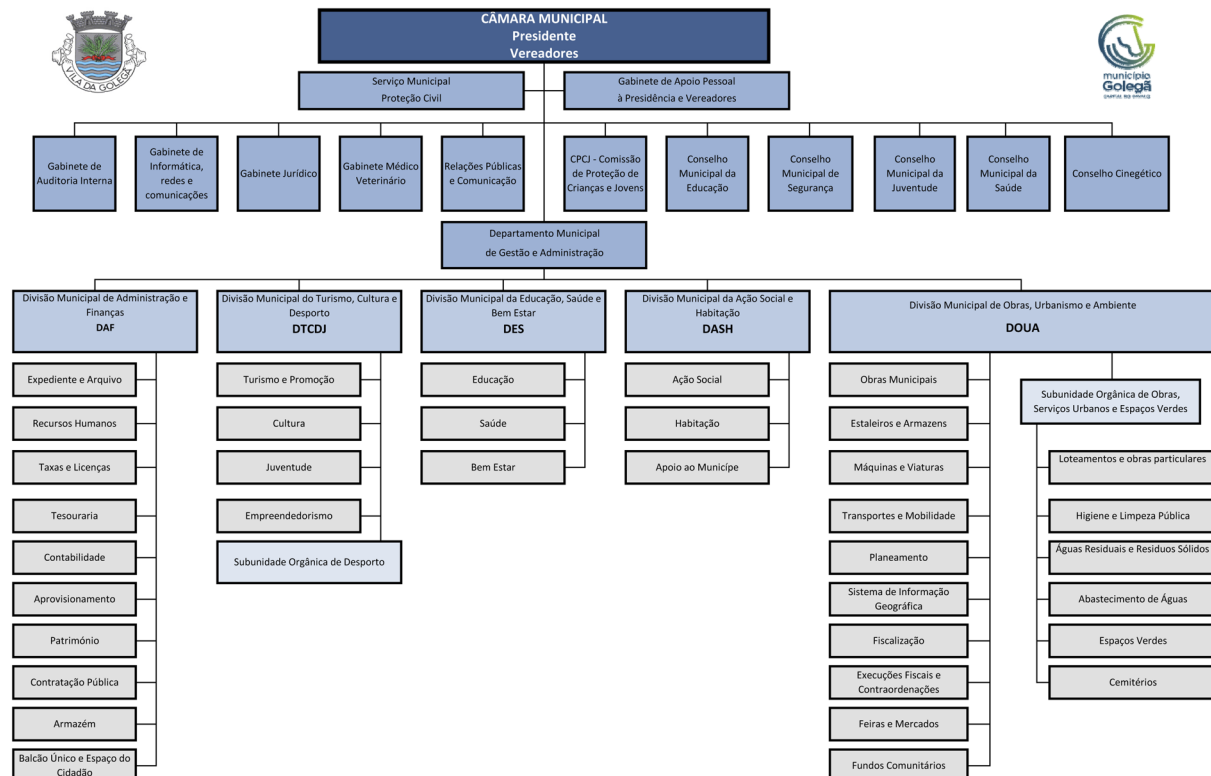 CÂMARA MUNICIPAL
Presidente
Vereadores
VILA DA GOLEGÃ
município
Golegã
Serviço Municipal
Proteção Civil
Gabinete de Apoio Pessoal
à Presidência e Vereadores
Gabinete de
Auditoria Interna
Gabinete de
Informática,
redes e
comunicações
Gabinete Jurídico
Gabinete Médico
Veterinário
Relações Públicas
e Comunicação
CPCJ - Comissão
de Proteção de
Crianças e Jovens
Conselho
Municipal da
Educação
Conselho
Municipal de
Segurança
Conselho
Municipal da
Juventude
Conselho
Municipal da
Saúde
Conselho Cinegético
Departamento Municipal
de Gestão e Administração
Divisão Municipal de Administração e
Finanças
DAF
Divisão Municipal do Turismo, Cultura e
Desporto
DTCDJ
Divisão Municipal da Educação, Saúde e
Bem Estar
DES
Divisão Municipal da Ação Social e
Habitação
DASH
Divisão Municipal de Obras, Urbanismo e Ambiente
DOUA
Expediente e Arquivo
Recursos Humanos
Taxas e Licenças
Tesouraria
Contabilidade
Aprovisionamento
Património
Contratação Pública
Armazém
Balcão Único e Espaço do
Cidadão
Turismo e Promoção
Cultura
Juventude
Empreendedorismo
Subunidade Orgânica de Desporto
Educação
Saúde
Bem Estar
Ação Social
Habitação
Apoio ao Municípe
Obras Municipais
Estaleiros e Armazens
Máquinas e Viaturas
Transportes e Mobilidade
Planeamento
Sistema de Informação
Geográfica
Fiscalização
Execuções Fiscais e
Contraordenações
Feiras e Mercados
Fundos Comunitários
Subunidade Orgânica de Obras,
Serviços Urbanos e Espaços Verdes
Loteamentos e obras particulares
Higiene e Limpeza Pública
Águas Residuais e Residuos Sólidos
Abastecimento de Águas
Espaços Verdes
Cemitérios